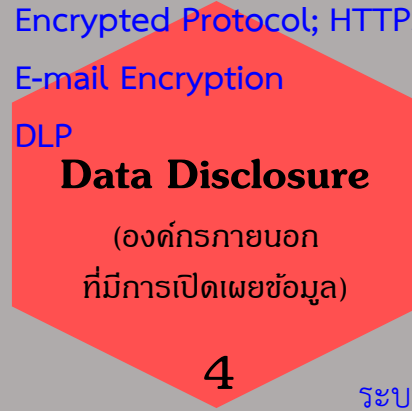 Encrypted Protocol; HTTP
E-mail Encryption
DLP
Data Disclosure
(องค์กรภายนอก
ที่มีการเปิดเผยข้อมูล)
4
ระบ